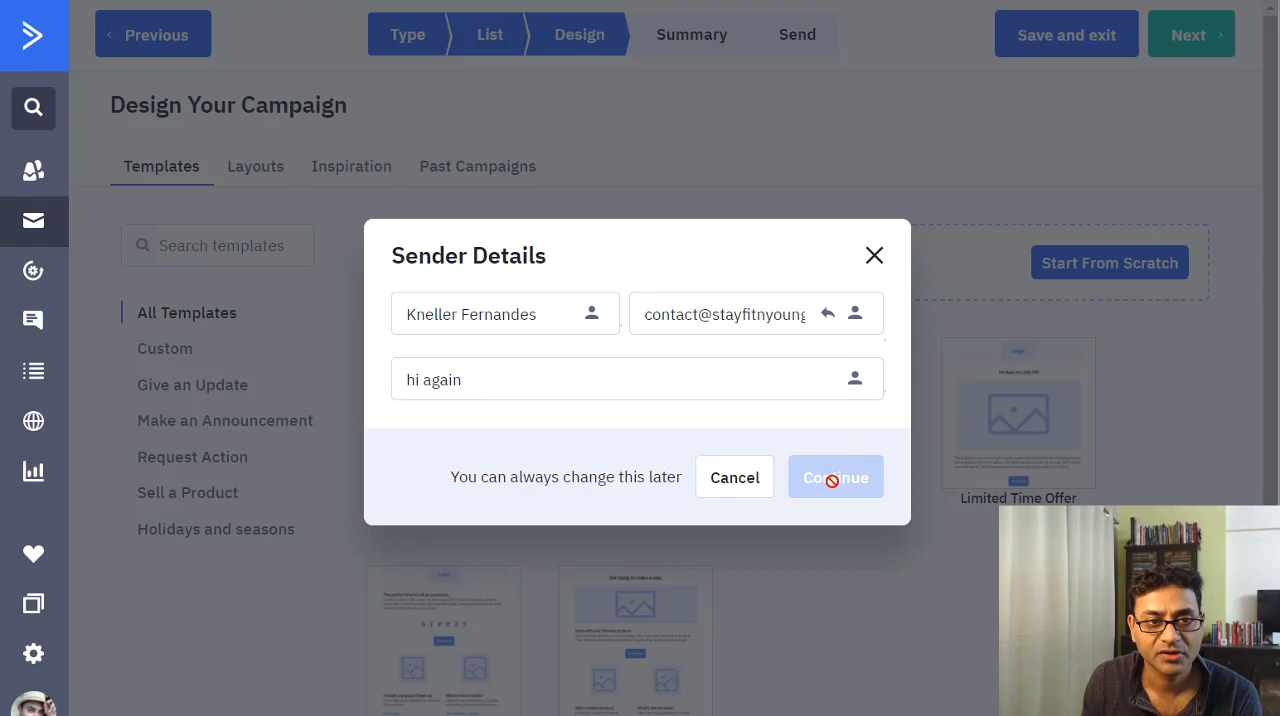 Previous
Type
List
Design
Summary
Send
Save and exit
Next
Design Your Campaign
Templates
Layouts
Inspiration
Past Campaigns
Search templates
Start From Scratch
All Templates
Custom
Give an Update
Make an Announcement
Request Action
Sell a Product
Holidays and seasons
Sender Details
Kneller Fernandes
contact@stayfitnyoung
hi again
You can always change this later
Cancel
Continue
Limited Time Offer